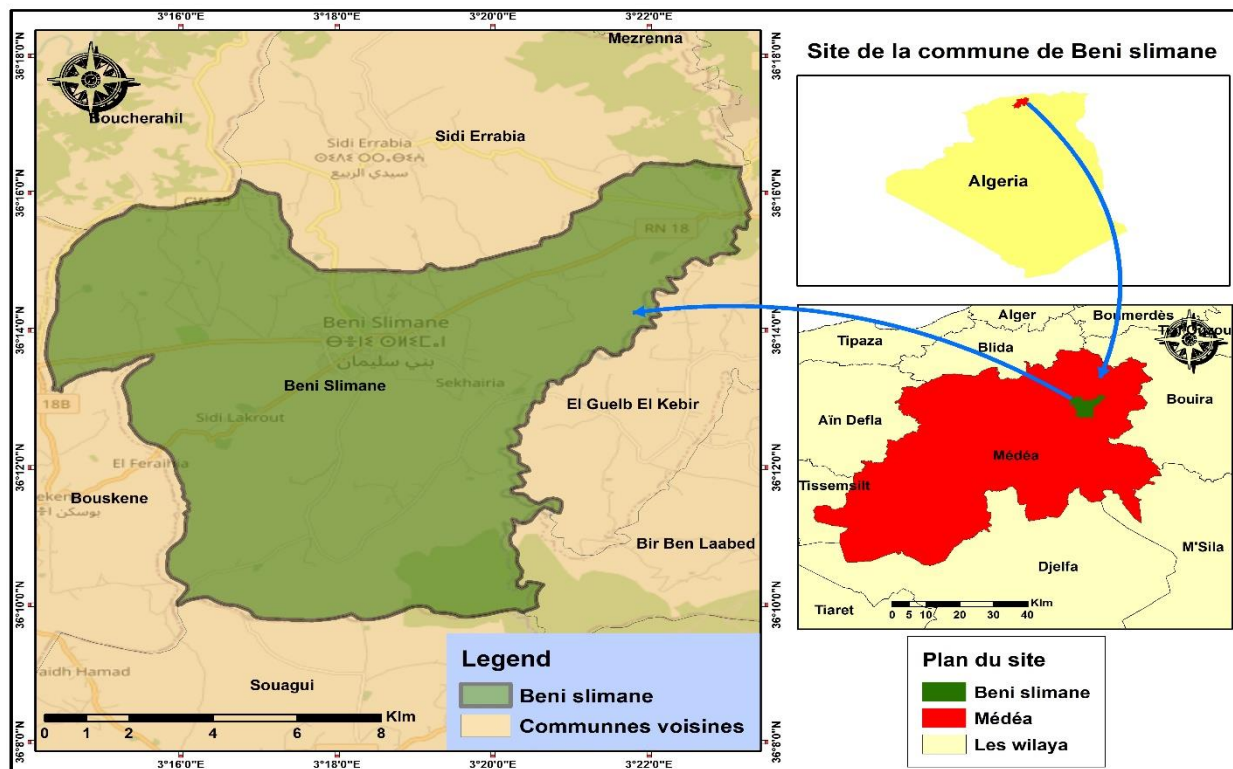 3°16'0"E
3°18'0"E
3°20'0"E
3°22'0"E
36°18'0"N
36°16'0"N
36°14'0"N
36°12'0"N
36°10'0"N
36°8'0"N
Mezrenna
Boucherahil
Sidi Errabia
Sidi Errabia
سيدي الربيع
RN 18
Beni Slimane
بني سليمان
Beni Slimane
Sekhairia
18B
Sidi Lakrout
El Guelb El Kebir
El Feraihia
Bouskene
بوسكن
Bir Ben Laabed
Souagui
Faidh Hamad
Legend
Beni slimane
Communnes voisines
0 1 2 4 6 8 Klm
3°16'0"E
3°18'0"E
3°20'0"E
3°22'0"E
36°18'0"N
36°16'0"N
36°14'0"N
36°12'0"N
36°10'0"N
36°8'0"N
Site de la commune de Beni slimane
Algeria
Alger
Boumerdès
Tipaza
Blida
Bouira
Aïn Defla
Médéa
Tissemsilt
M'Sila
Djelfa
Tiaret
0 5 10 20 30 40 Klm
Plan du site
Beni slimane
Médéa
Les wilaya